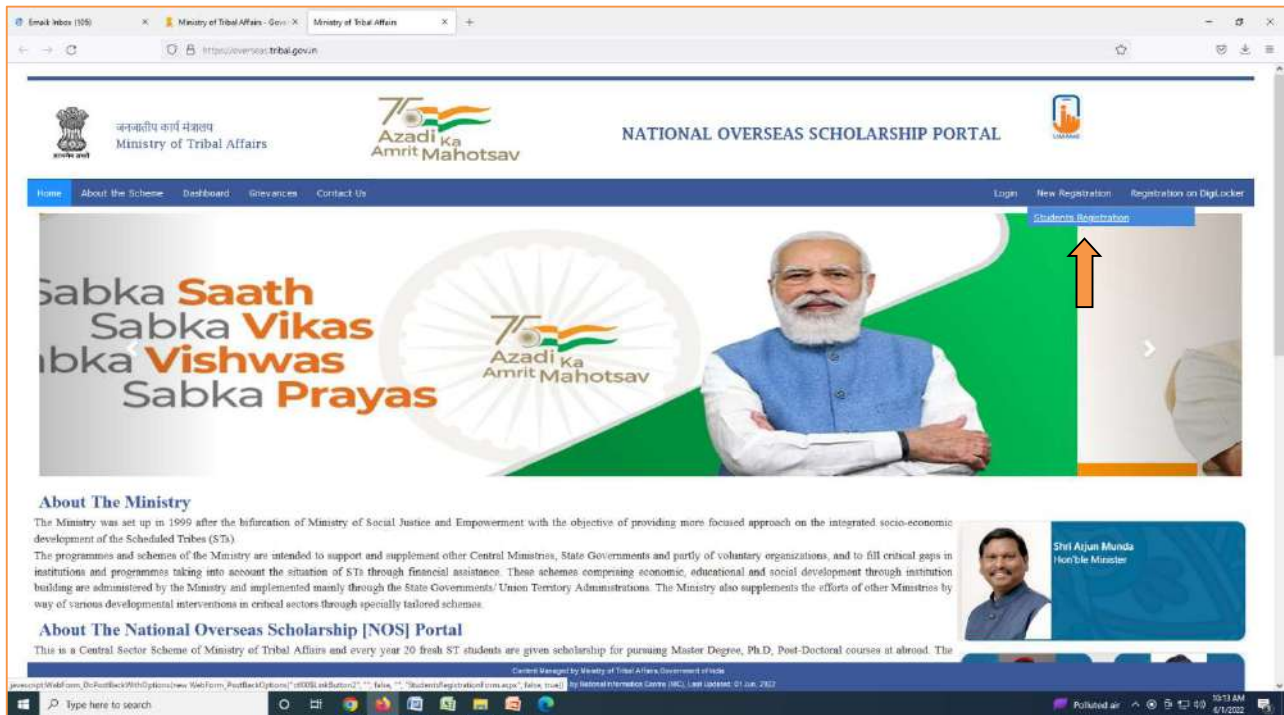 Email: Inbox (105)
Ministry of Tribal Affairs - Gove
Ministry of Tribal Affairs
https://overseas.tribal.gov.in
जनजातीय कार्य मंत्रालय
Ministry of Tribal Affairs
75
Azadi Ka
Amrit Mahotsav
NATIONAL OVERSEAS SCHOLARSHIP PORTAL
Home About the Scheme Dashboard Grievances Contact Us Login New Registration Registration on DigiLocker
Students Registration
Sabka Saath
Sabka Vikas
abka Vishwas
Sabka Prayas
75
Azadi Ka
Amrit Mahotsav
About The Ministry
The Ministry was set up in 1999 after the bifurcation of Ministry of Social Justice and Empowerment with the objective of providing more focused approach on the integrated socio-economic
development of the Scheduled Tribes (STs)
The programmes and schemes of the Ministry are intended to support and supplement other Central Ministries, State Governments and partly of voluntary organizations, and to fill critical gaps in
institutions and programmes taking into account the situation of STs through financial assistance. These schemes comprising economic, educational and social development through institution
building are administered by the Ministry and implemented mainly through the State Governments/ Union Territory Administrations. The Ministry also supplements the efforts of other Ministries by
way of various developmental interventions in critical sectors through specially tailored schemes.
Shri Arjun Munda
Hon'ble Minister
About The National Overseas Scholarship [NOS] Portal
This is a Central Sector Scheme of Ministry of Tribal Affairs and every year 20 fresh ST students are given scholarship for pursuing Master Degree, Ph.D, Post-Doctoral courses at abroad. The
Content Managed by Ministry of Tribal Affairs, Government of India
by National Informatics Centre (NIC), Last Updated: 01 Jun, 2022
Type here to search
Polluted air
10:13 AM
6/1/2022